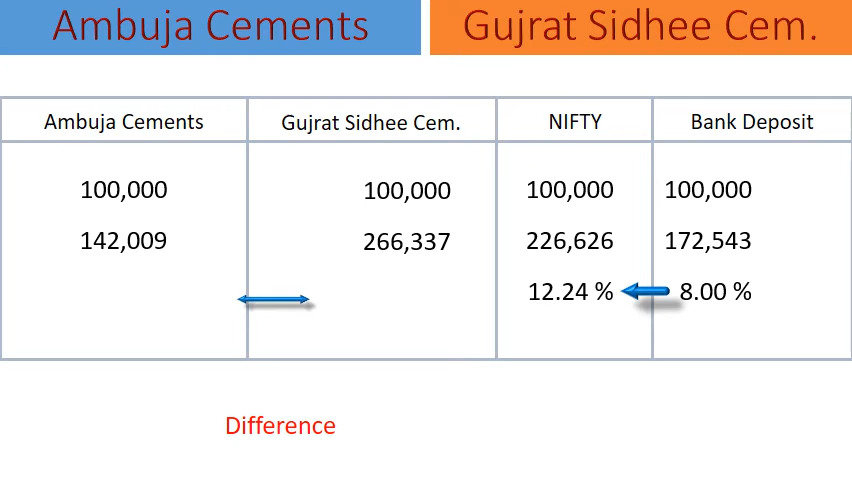 Ambuja Cements Gujrat Sidhee Cem.
Ambuja Cements Gujrat Sidhee Cem. NIFTY Bank Deposit
100,000 100,000 100,000 100,000
142,009 266,337 226,626 172,543
12.24 % 8.00 %
Difference